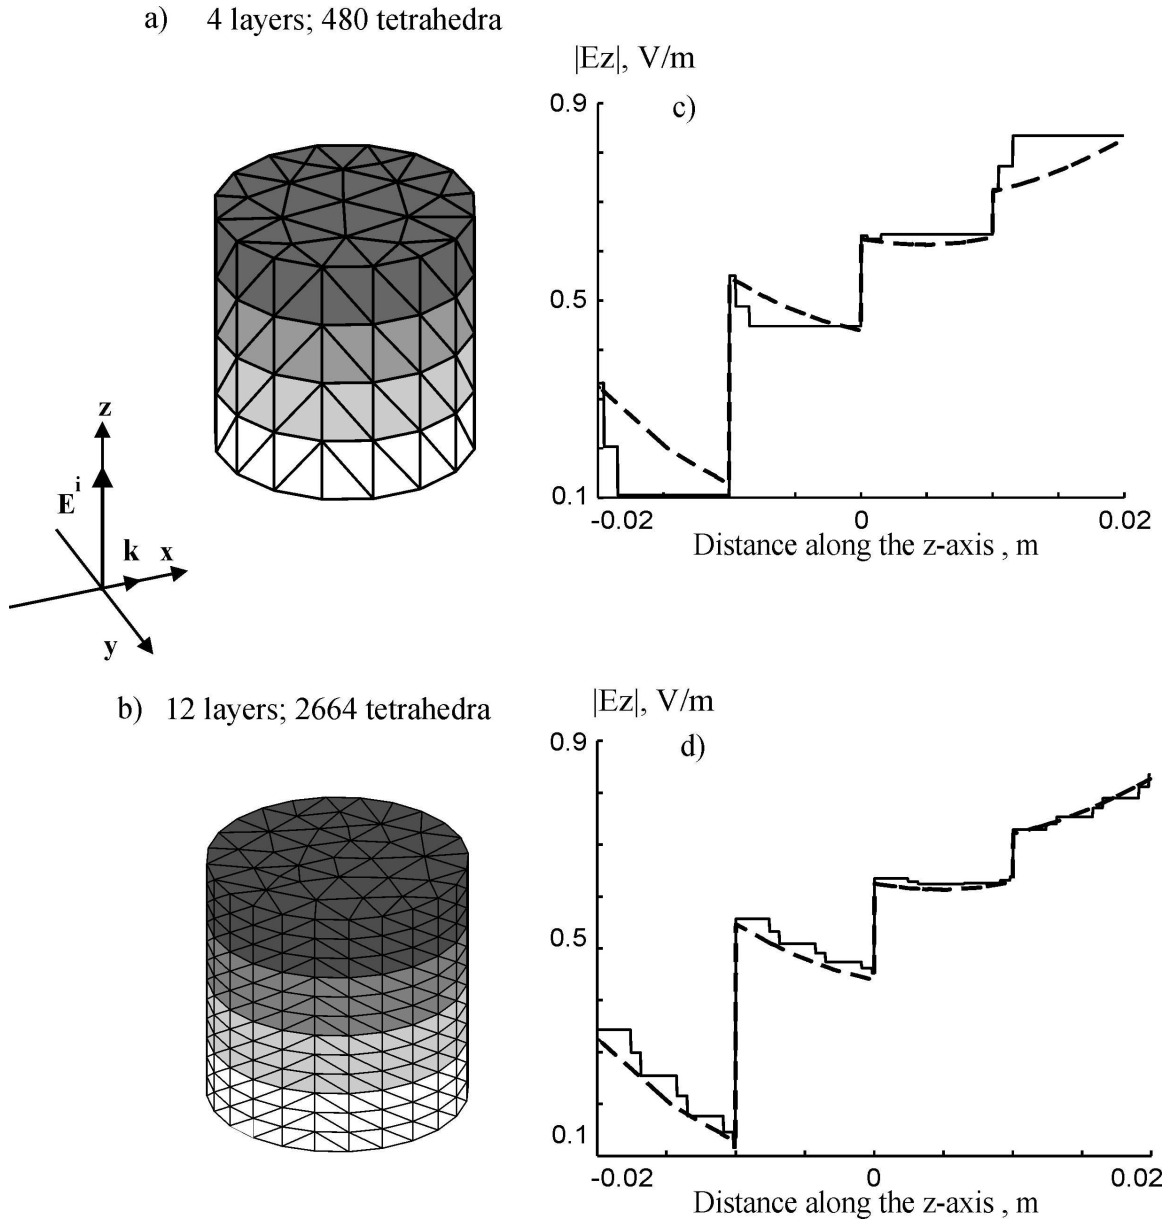 a) 4 layers; 480 tetrahedra
|Ez|, V/m
c)
0.9
0.5
0.1
-0.02 0 0.02
Distance along the z-axis , m
z
E i
k x
y
b) 12 layers; 2664 tetrahedra
|Ez|, V/m
d)
0.9
0.5
0.1
-0.02 0 0.02
Distance along the z-axis , m